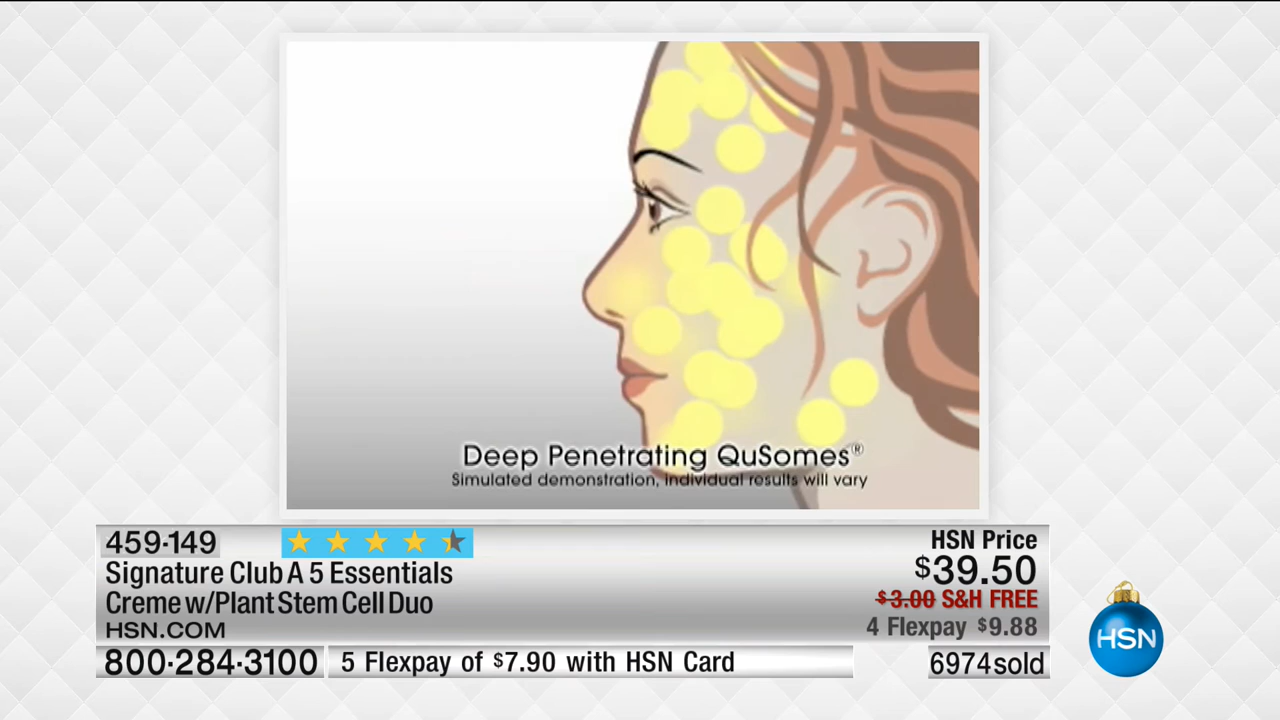 Deep Penetrating QuSomes®
Simulated demonstration, individual results will vary
459-149
Signature Club A 5 Essentials
Creme w/Plant Stem Cell Duo
HSN.COM
HSN Price
$39.50
$3.00 S&H FREE
4 Flexpay $9.88
800-284-3100
5 Flexpay of $7.90 with HSN Card
6974 sold
HSN